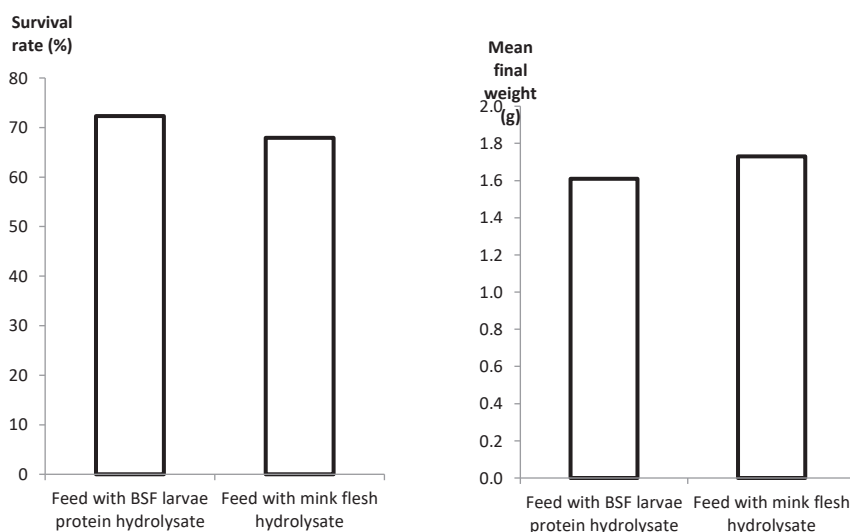 Survival
rate (%)
80
70
60
50
40
30
20
10
0
Feed with BSF larvae
protein hydrolysate
Feed with mink flesh
hydrolysate
Mean
final
weight
(g)
2.0
1.8
1.6
1.4
1.2
1.0
0.8
0.6
0.4
0.2
0.0
Feed with BSF larvae
protein hydrolysate
Feed with mink flesh
hydrolysate